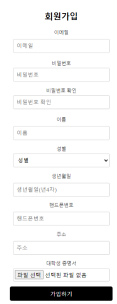 회원가입
이메일
이메일
비밀번호
비밀번호
비밀번호 확인
비밀번호 확인
이름
이름
성별
성별
생년월일
생년월일(년4자)
핸드폰번호
핸드폰번호
주소
주소
대학생 증명서
파일 선택 선택된 파일 없음
가입하기